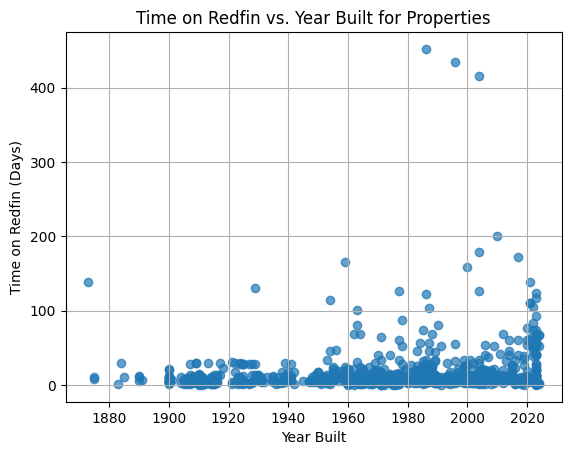 Time on Redfin vs. Year Built for Properties
Time on Redfin (Days)
400
300
200
100
0
1880 1900 1920 1940 1960 1980 2000 2020
Year Built